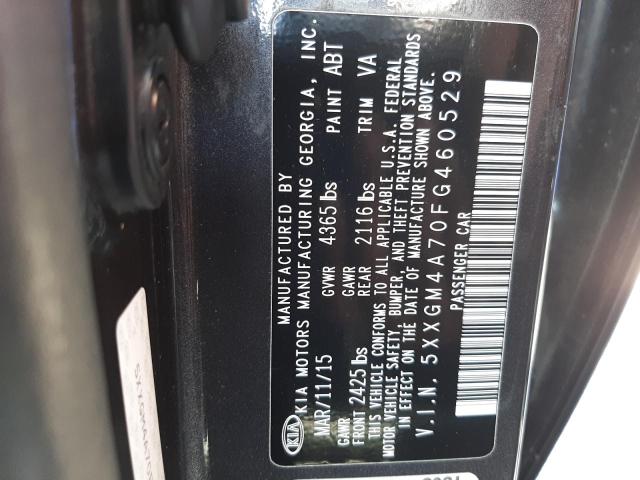 MANUFACTURED BY
KIA KIA MOTORS MANUFACTURING GEORGIA, INC.
MAR/11/15 GVWR 4365 lbs PAINT ABT
GAWR FRONT 2425 lbs GAWR REAR 2116 lbs TRIM VA
THIS VEHICLE CONFORMS TO ALL APPLICABLE U.S.A. FEDERAL
MOTOR VEHICLE SAFETY, BUMPER, AND THEFT PREVENTION STANDARDS
IN EFFECT ON THE DATE OF MANUFACTURE SHOWN ABOVE.
V.I.N. 5XXGM4A70FG460529
PASSENGER CAR